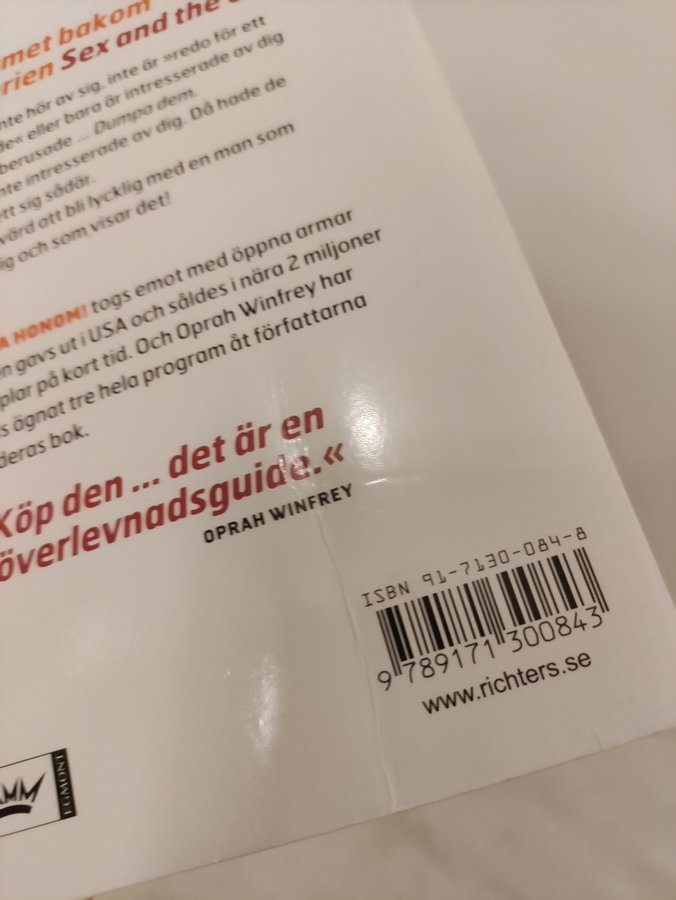 met bakom
rien Sex and the
nte hör av sig, inte är »redo för ett
de« eller bara är intresserade av dig
berusade ... Dumpa dem.
nte intresserade av dig. Då hade de
tt sig sådär.
värd att bli lycklig med en man som
ig och som visar det!
A HONOM! togs emot med öppna armar
en gavs ut i USA och såldes i nära 2 miljoner
plar på kort tid. Och Oprah Winfrey har
s ägnat tre hela program åt författarna
deras bok.
Köp den ... det är en
överlevnadsguide.«
OPRAH WINFREY
ISBN 91-7130-084-8
9 789171 300843
www.richters.se
AMM
EGMONT